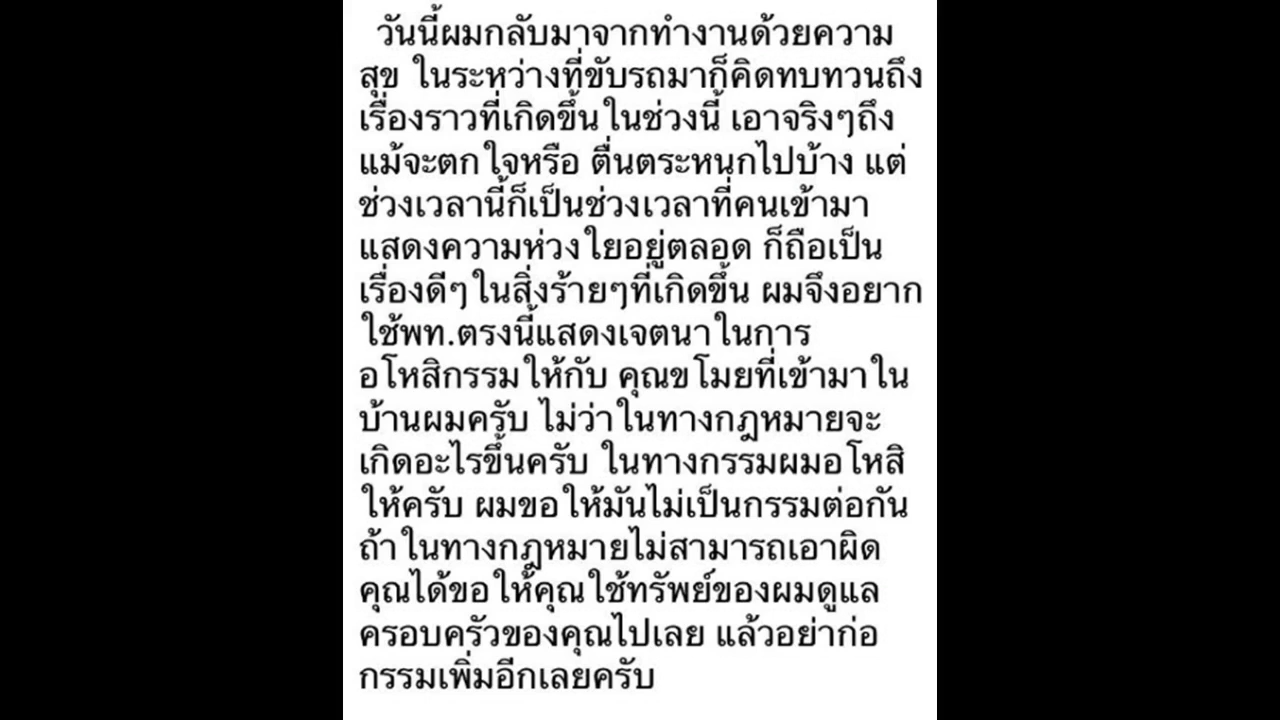 วันนี้ผมกลับมาจากทำงานด้วยความ
สุข ในระหว่างที่ขับรถมาก็คิดทบทวนถึง
เรื่องราวที่เกิดขึ้นในช่วงนี้ เอาจริงๆถึง
แม้จะตกใจหรือ ตื่นตระหนกไปบ้าง แต่
ช่วงเวลานี้ก็เป็นช่วงเวลาที่คนเข้ามา
แสดงความห่วงใยอยู่ตลอด ก็ถือเป็น
เรื่องดีๆในสิ่งร้ายๆที่เกิดขึ้น ผมจึงอยาก
ใช้พท.ตรงนี้แสดงเจตนาในการ
อโหสิกรรมให้กับ คุณขโมยที่เข้ามาใน
บ้านผมครับ ไม่ว่าในทางกฎหมายจะ
เกิดอะไรขึ้นครับ ในทางกรรมผมอโหสิ
ให้ครับ ผมขอให้มันไม่เป็นกรรมต่อกัน
ถ้าในทางกฎหมายไม่สามารถเอาผิด
คุณได้ขอให้คุณใช้ทรัพย์ของผมดูแล
ครอบครัวของคุณไปเลย แล้วอย่าก่อ
กรรมเพิ่มอีกเลยครับ